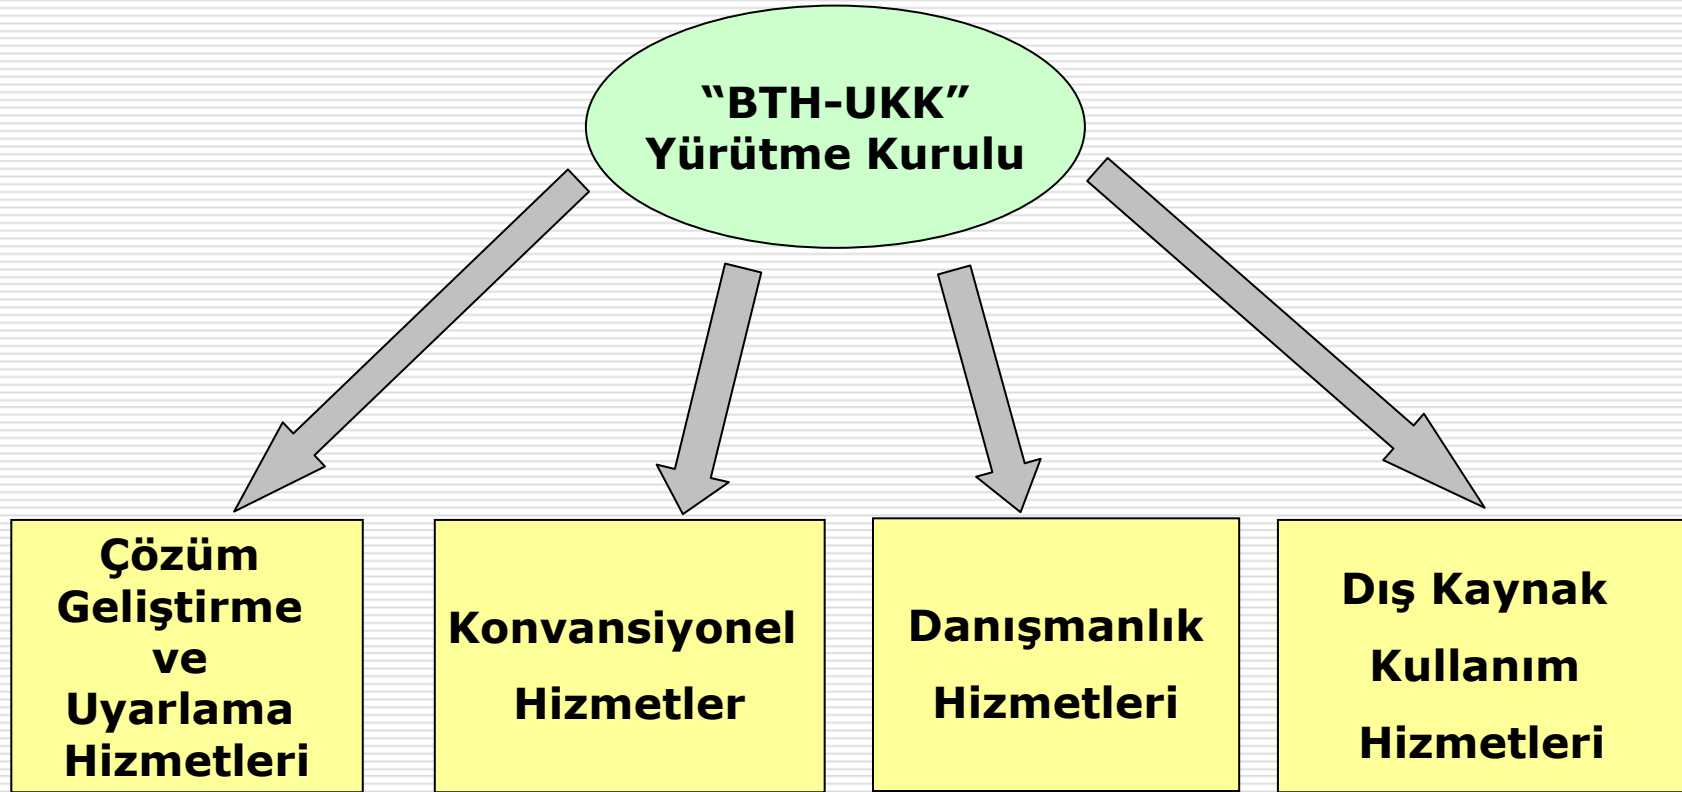 “BTH-UKK”
Yürütme Kurulu
Çözüm
Geliştirme
ve
Uyarlama
Hizmetleri
Konvansiyonel
Hizmetler
Danışmanlık
Hizmetleri
Dış Kaynak
Kullanım
Hizmetleri